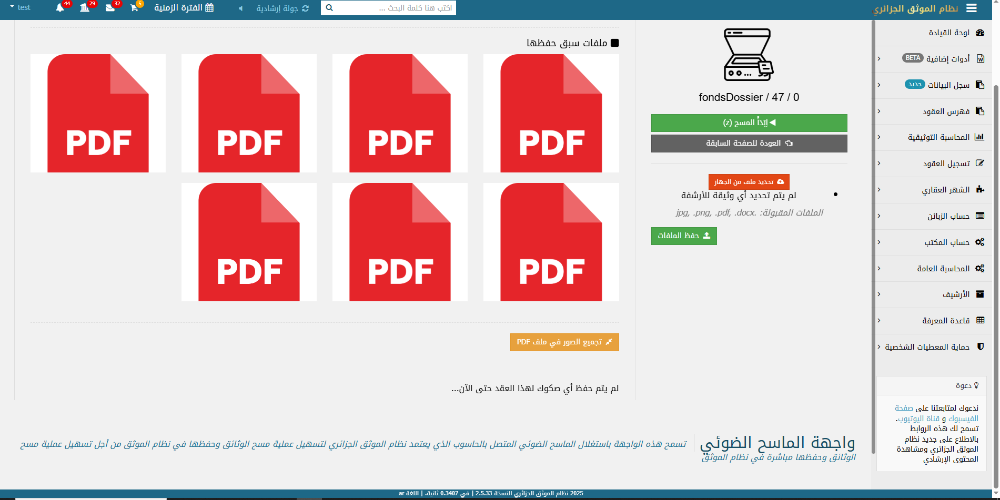 نظام الموثق الجزائري
اكتب هنا كلمة البحث ...
جولة إرشادية
الفترة الزمنية
5
32
29
44
test
لوحة القيادة
أدوات إضافية BETA
سجل البيانات جديد
فهرس العقود
المحاسبة التوثيقية
تسجيل العقود
الشهر العقاري
حساب الزبائن
حساب المكتب
المحاسبة العامة
الأرشيف
قاعدة المعرفة
حماية المعطيات الشخصية
دعوة
ندعوك لمتابعتنا على صفحة
الفيسبوك و قناة اليوتيوب.
تسمح لك هذه الروابط
بالاطلاع على جديد نظام
الموثق الجزائري ومشاهدة
المحتوى الإرشادي
fondsDossier / 47 / 0
اِبْدَأْ المسح (z)
العودة للصفحة السابقة
تحديد ملف من الجهاز
لم يتم تحديد أي وثيقة للأرشفة
الملفات المقبولة: .jpg, .png, .pdf, .docx
حفظ الملفات
ملفات سبق حفظها
PDF
PDF
PDF
PDF
PDF
PDF
PDF
تجميع الصور في ملف PDF
لم يتم حفظ أي صكوك لهذا العقد حتى الآن...
واجهة الماسح الضوئي
تسمح هذه الواجهة باستغلال الماسح الضوئي المتصل بالحاسوب الذي يعتمد نظام الموثق الجزائري لتسهيل عملية مسح الوثائق وحفظها في نظام الموثق من أجل تسهيل عملية مسح
الوثائق وحفظها مباشرة في نظام الموثق
2025 نظام الموثق الجزائري النسخة 2.5.33 | في 0.3407 ثانية. | اللغة ar